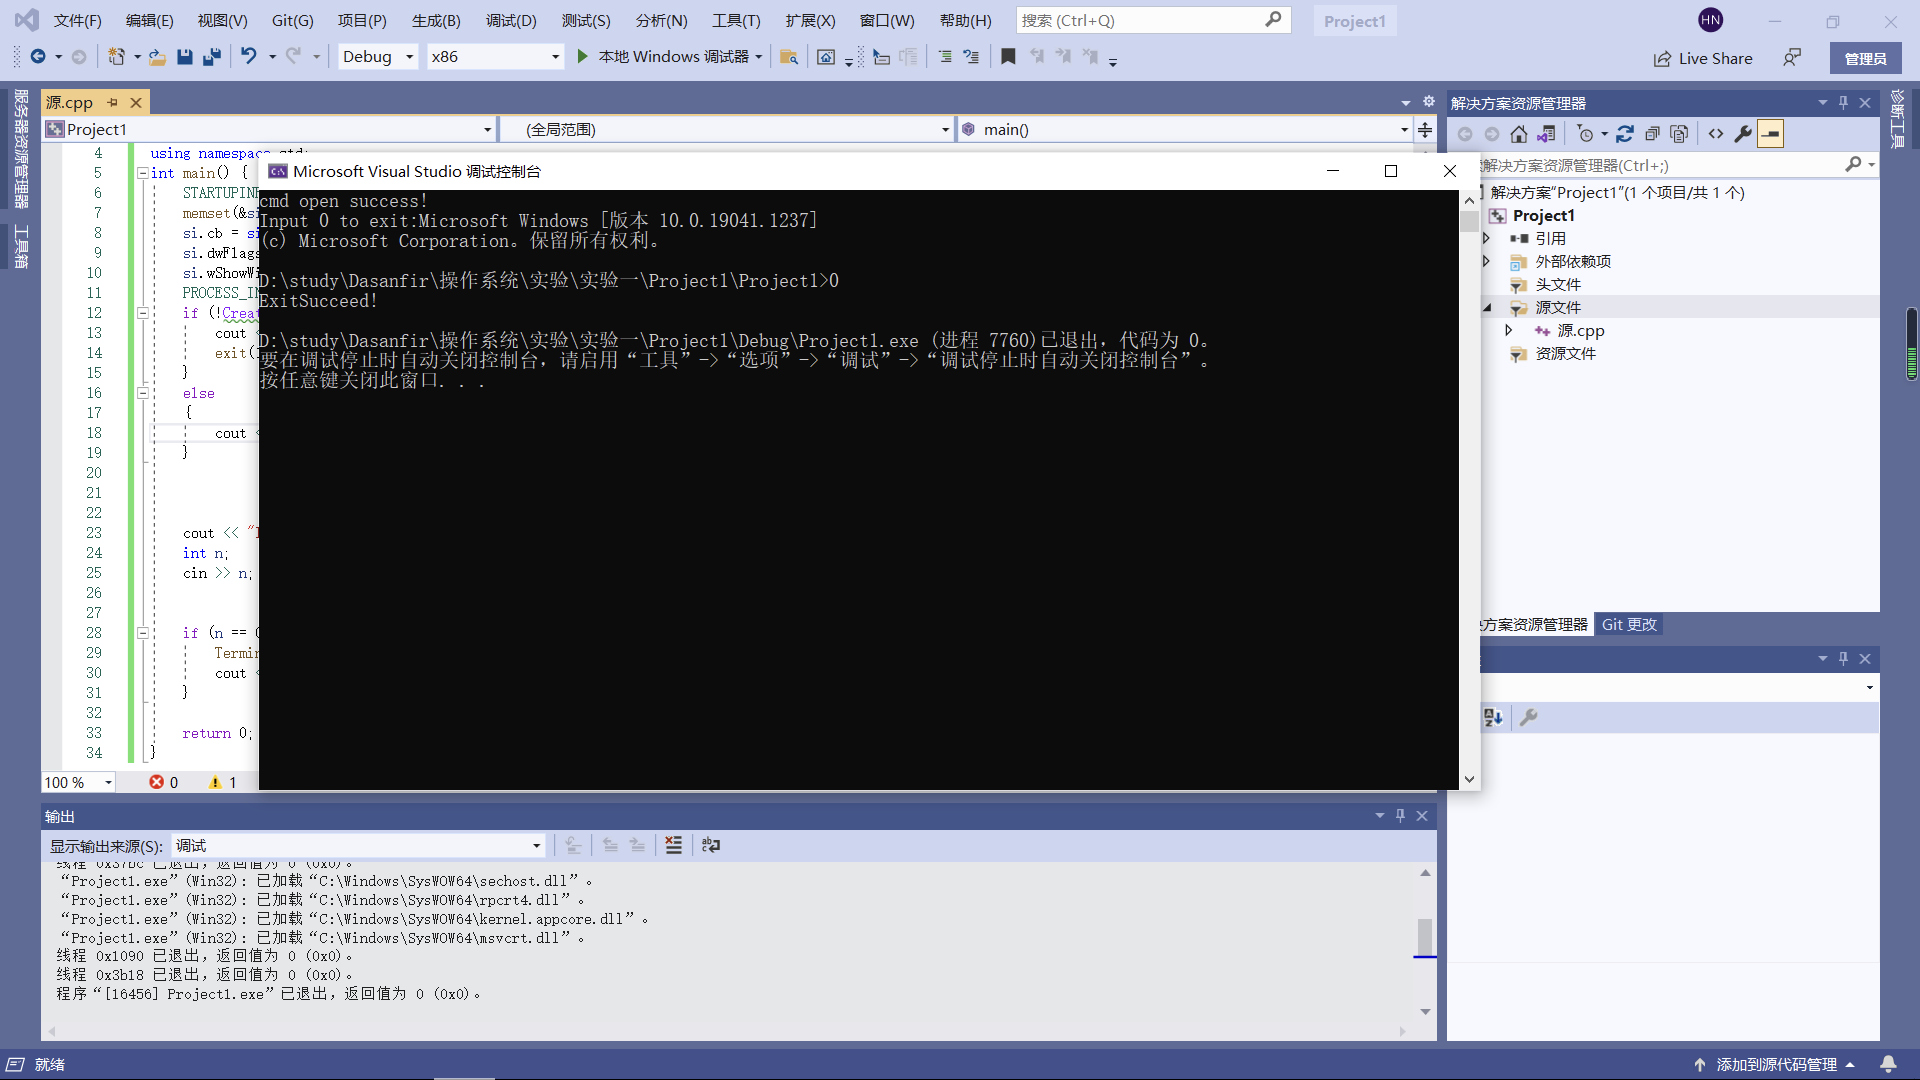 文件(F) 编辑(E) 视图(V) Git(G) 项目(P) 生成(B) 调试(D) 测试(S) 分析(N) 工具(T) 扩展(X) 窗口(W) 帮助(H) 搜索 (Ctrl+Q) Project1 HN
Debug x86 本地 Windows 调试器 Live Share 管理员
服务器资源管理器
工具箱
源.cpp
Project1 (全局范围) main()
4 using namespace std;
5 int main() {
6 STARTUPIN
7 memset(&si
8 si.cb = si
9 si.dwFlags
10 si.wShowWi
11 PROCESS_IN
12 if (!Creat
13 cout <
14 exit(1
15 }
16 else
17 {
18 cout <
19 }
20
21
22
23 cout << "I
24 int n;
25 cin >> n;
26
27
28 if (n == 0
29 Termin
30 cout <
31 }
32
33 return 0;
34 }
100 % 0 1
Microsoft Visual Studio 调试控制台
cmd open success!
Input 0 to exit:Microsoft Windows [版本 10.0.19041.1237]
(c) Microsoft Corporation。保留所有权利。
D:\study\Dasanfir\操作系统\实验\实验一\Project1\Project1>0
ExitSucceed!
D:\study\Dasanfir\操作系统\实验\实验一\Project1\Debug\Project1.exe (进程 7760)已退出，代码为 0。
要在调试停止时自动关闭控制台，请启用“工具”->“选项”->“调试”->“调试停止时自动关闭控制台”。
按任意键关闭此窗口. . .
输出
显示输出来源(S): 调试
线程 0x37bc 已退出，返回值为 0 (0x0)。
“Project1.exe”(Win32): 已加载“C:\Windows\SysWOW64\sechost.dll”。
“Project1.exe”(Win32): 已加载“C:\Windows\SysWOW64\rpcrt4.dll”。
“Project1.exe”(Win32): 已加载“C:\Windows\SysWOW64\kernel.appcore.dll”。
“Project1.exe”(Win32): 已加载“C:\Windows\SysWOW64\msvcrt.dll”。
线程 0x1090 已退出，返回值为 0 (0x0)。
线程 0x3b18 已退出，返回值为 0 (0x0)。
程序“[16456] Project1.exe”已退出，返回值为 0 (0x0)。
解决方案资源管理器
解决方案资源管理器(Ctrl+;)
解决方案"Project1"(1 个项目/共 1 个)
Project1
引用
外部依赖项
头文件
源文件
源.cpp
资源文件
决方案资源管理器 Git 更改
诊断工具
就绪 添加到源代码管理